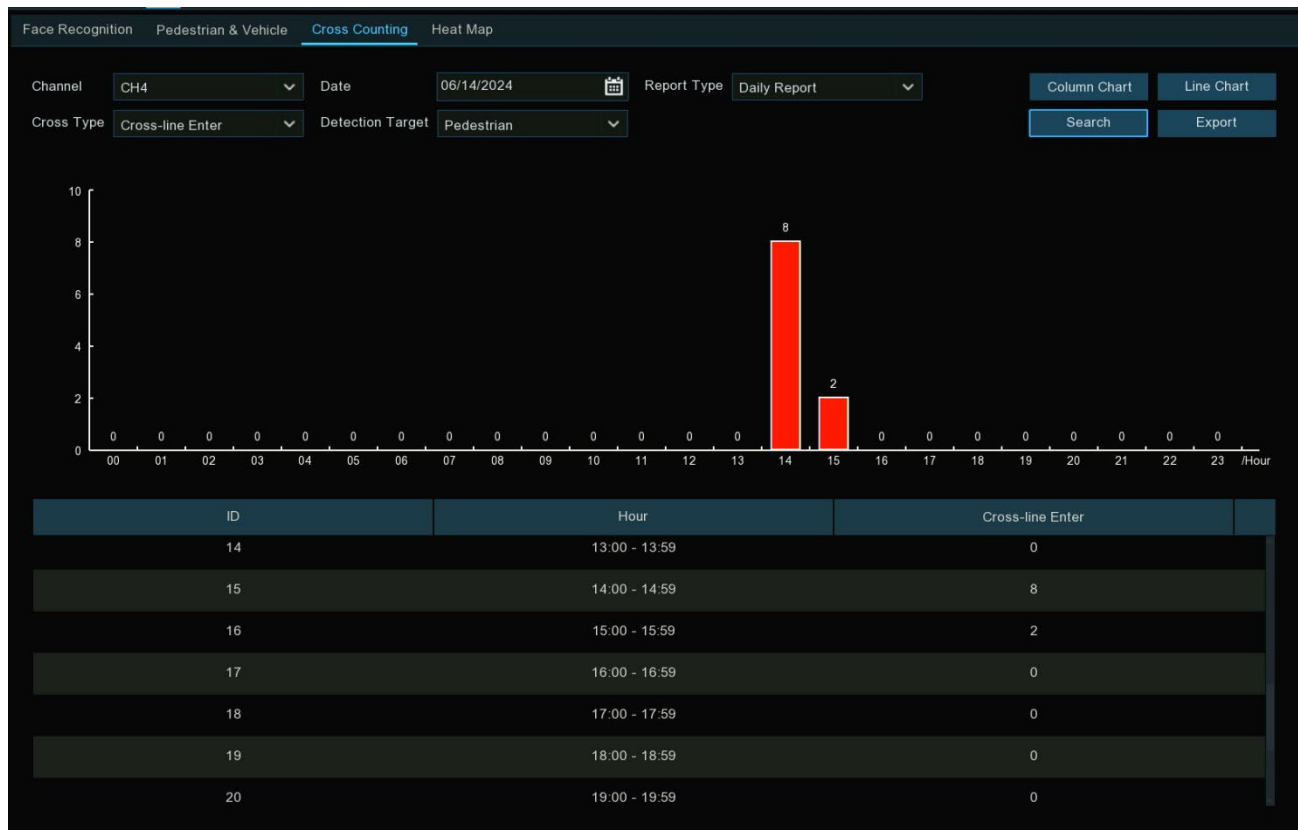 Face Recognition Pedestrian & Vehicle Cross Counting Heat Map
Channel CH4 Date 06/14/2024 Report Type Daily Report Column Chart Line Chart
Cross Type Cross-line Enter Detection Target Pedestrian Search Export
10
8
8
6
4
2
2
0 0 0 0 0 0 0 0 0 0 0 0 0 0 0 0 0 0 0 0 0 0
0
00 01 02 03 04 05 06 07 08 09 10 11 12 13 14 15 16 17 18 19 20 21 22 23 /Hour
ID Hour Cross-line Enter
14 13:00 - 13:59 0
15 14:00 - 14:59 8
16 15:00 - 15:59 2
17 16:00 - 16:59 0
18 17:00 - 17:59 0
19 18:00 - 18:59 0
20 19:00 - 19:59 0